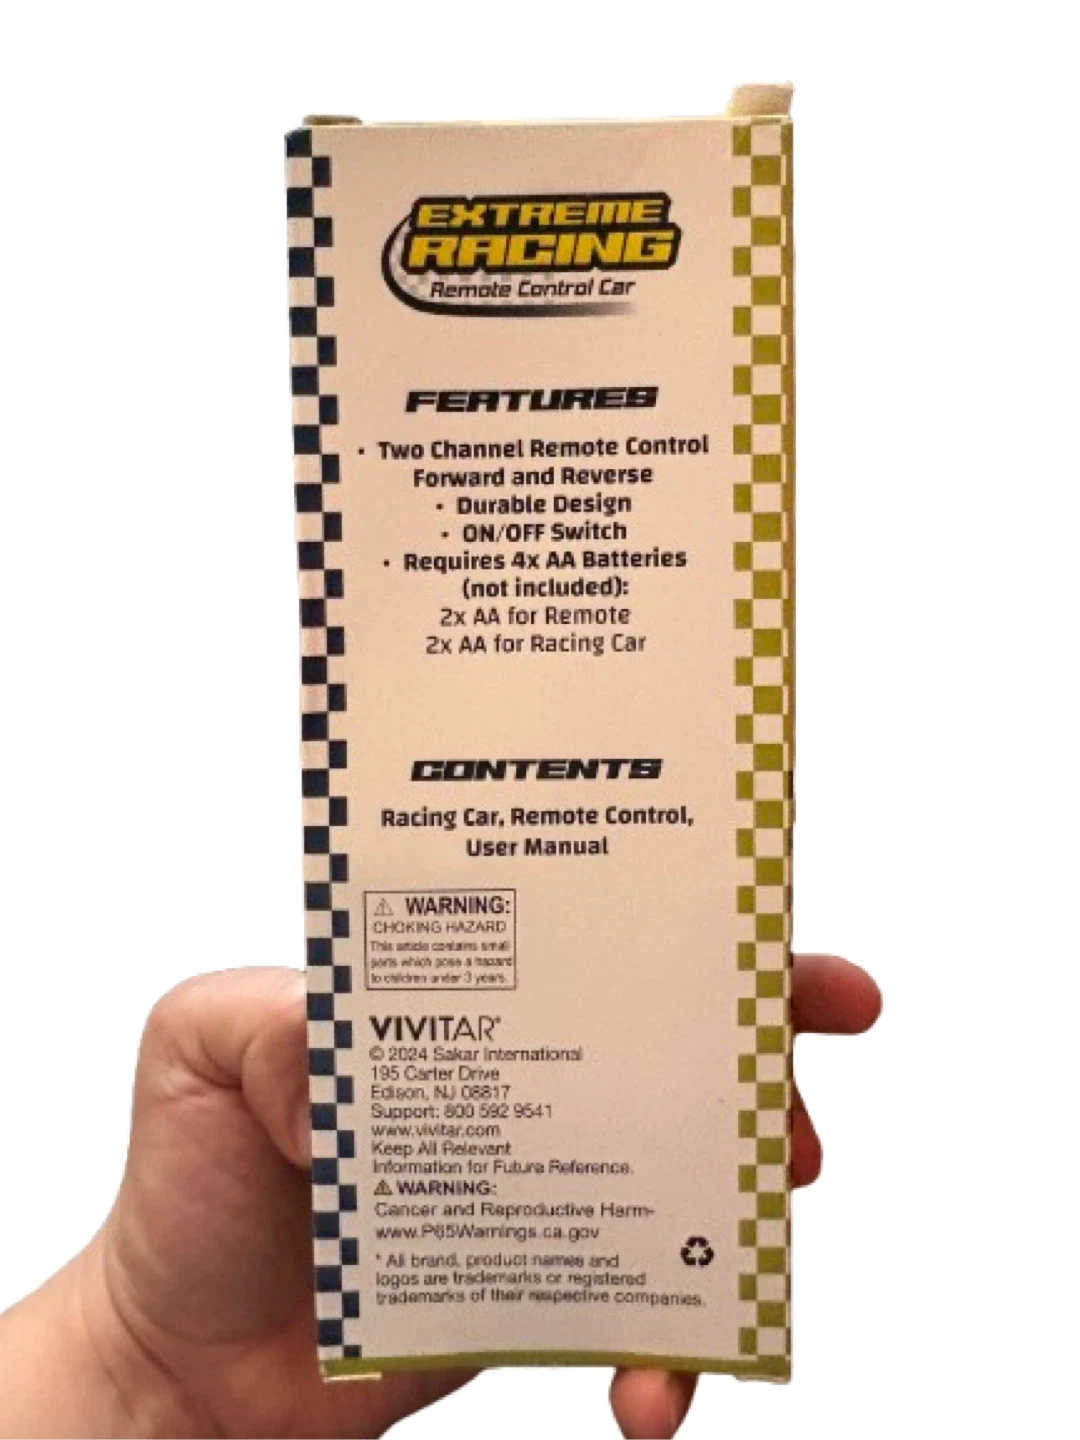 EXTREME
RACING
Remote Control Car
FEATURES
• Two Channel Remote Control
Forward and Reverse
• Durable Design
• ON/OFF Switch
• Requires 4x AA Batteries
(not included):
2x AA for Remote
2x AA for Racing Car
CONTENTS
Racing Car, Remote Control,
User Manual
⚠ WARNING:
CHOKING HAZARD
This article contains small
parts which pose a hazard
to children under 3 years.
VIVITAR*
© 2024 Sakar International
195 Carter Drive
Edison, NJ 08817
Support: 800 592 9541
www.vivitar.com
Keep All Relevant
Information for Future Reference.
⚠ WARNING:
Cancer and Reproductive Harm-
www.P65Warnings.ca.gov
* All brand, product names and
logos are trademarks or registered
trademarks of their respective companies.